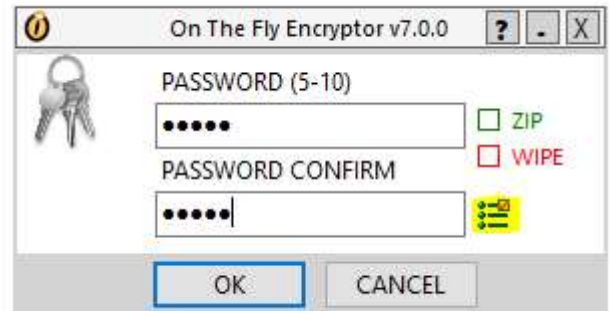 On The Fly Encryptor v7.0.0 ? - X
PASSWORD (5-10)
●●●●●
ZIP
WIPE
PASSWORD CONFIRM
●●●●●
OK CANCEL